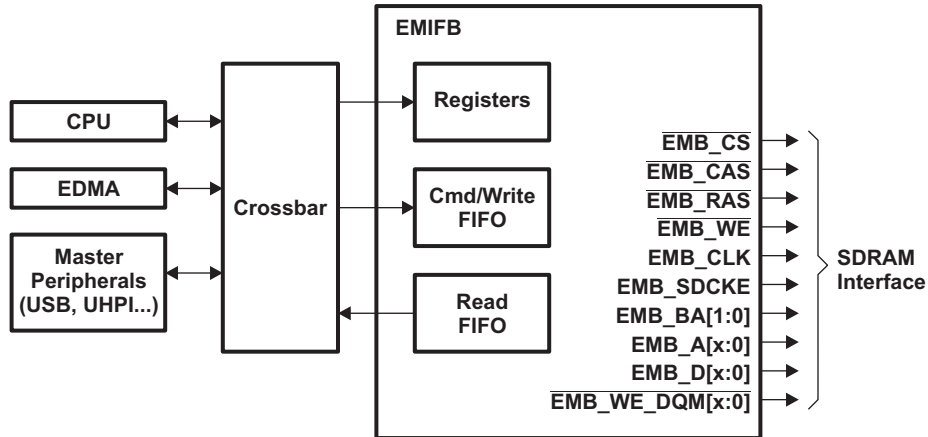 EMIFB
Registers
CPU
EDMA
Crossbar
Cmd/Write
FIFO
Master
Peripherals
(USB, UHPI...)
Read
FIFO
EMB_CS
EMB_CAS
EMB_RAS
EMB_WE
EMB_CLK
EMB_SDCKE
EMB_BA[1:0]
EMB_A[x:0]
EMB_D[x:0]
EMB_WE_DQM[x:0]
SDRAM
Interface